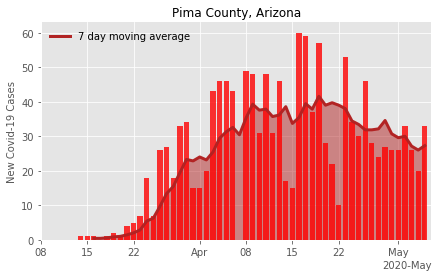 Pima County, Arizona
7 day moving average
New Covid-19 Cases
60
50
40
30
20
10
0
08 15 22 Apr 08 15 22 May
2020-May